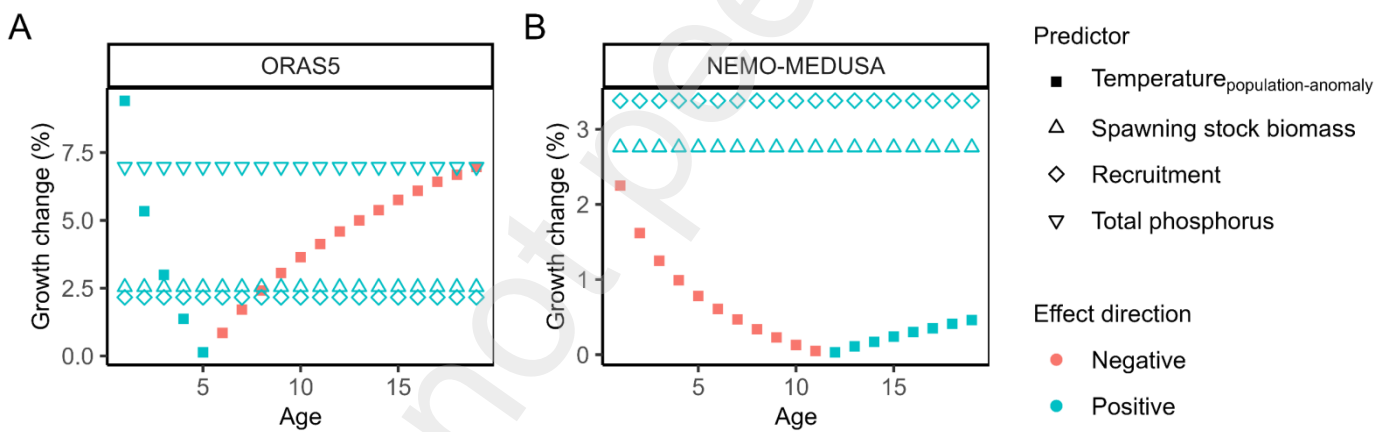 A
B
ORAS5
NEMO-MEDUSA
Growth change (%)
7.5
5.0
2.5
0.0
5
10
15
Age
Growth change (%)
3
2
1
0
5
10
15
Age
Predictor
Temperature population-anomaly
Spawning stock biomass
Recruitment
Total phosphorus
Effect direction
Negative
Positive
not pee